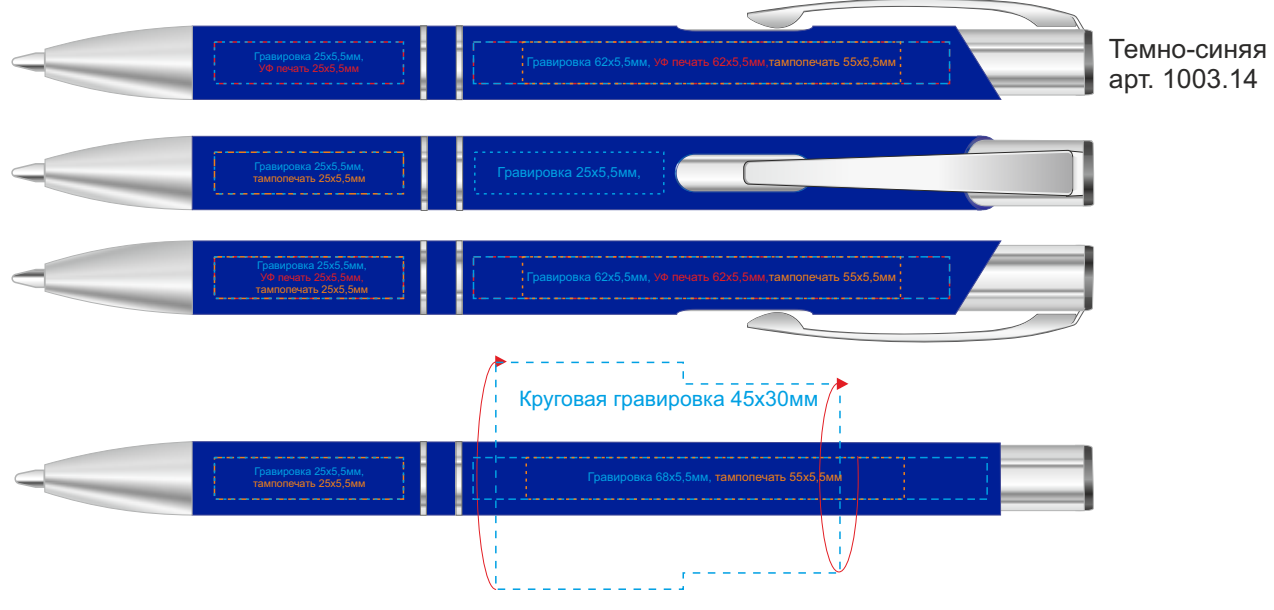 Гравировка 25х5,5мм,
УФ печать 25х5,5мм
Гравировка 62х5,5мм, УФ печать 62х5,5мм,тампопечать 55х5,5мм
Темно-синяя
арт. 1003.14
Гравировка 25х5,5мм,
тампопечать 25х5,5мм
Гравировка 25х5,5мм,
Гравировка 25х5,5мм,
УФ печать 25х5,5мм,
тампопечать 25х5,5мм
Гравировка 62х5,5мм, УФ печать 62х5,5мм,тампопечать 55х5,5мм
Круговая гравировка 45х30мм
Гравировка 25х5,5мм,
тампопечать 25х5,5мм
Гравировка 68х5,5мм, тампопечать 55х5,5мм